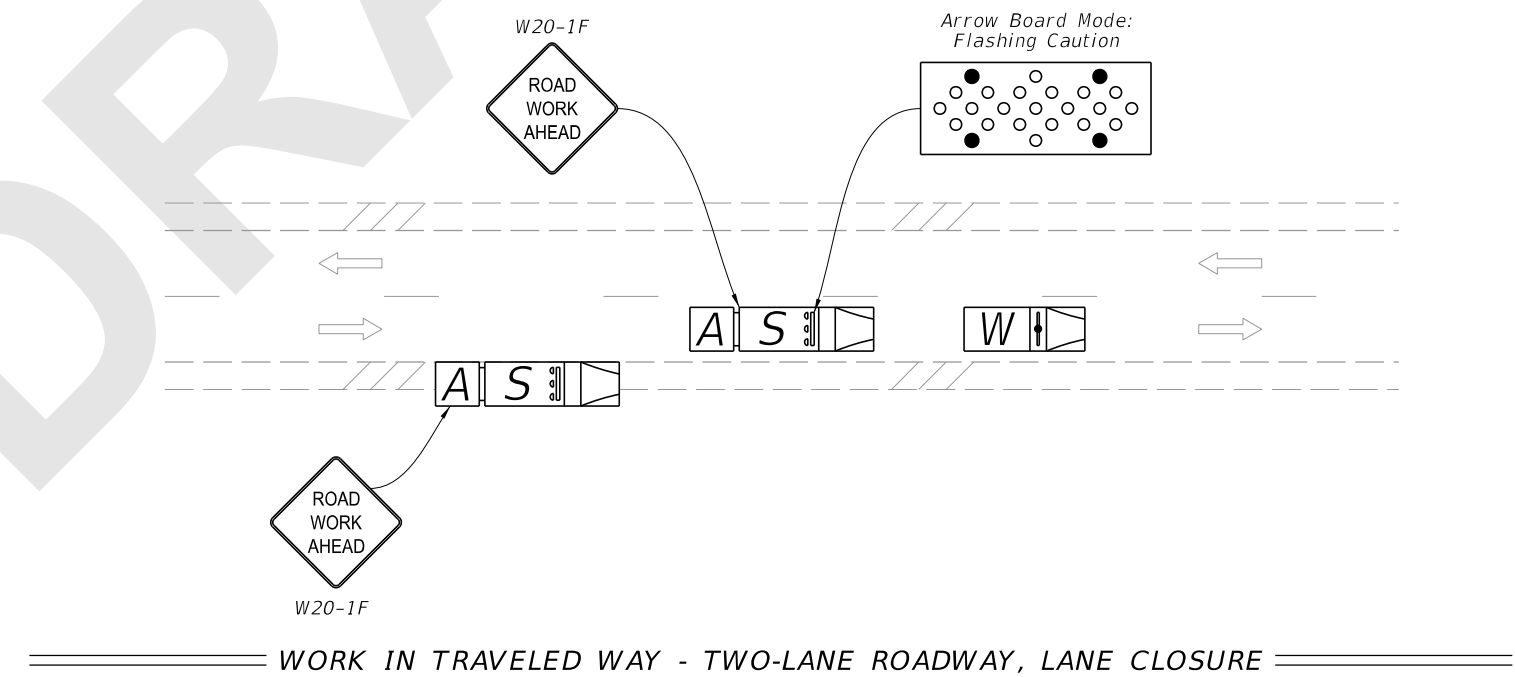 W20-1F
ROAD
WORK
AHEAD
Arrow Board Mode:
Flashing Caution
A S
W
A S
ROAD
WORK
AHEAD
W20-1F
WORK IN TRAVELED WAY - TWO-LANE ROADWAY, LANE CLOSURE
DRA